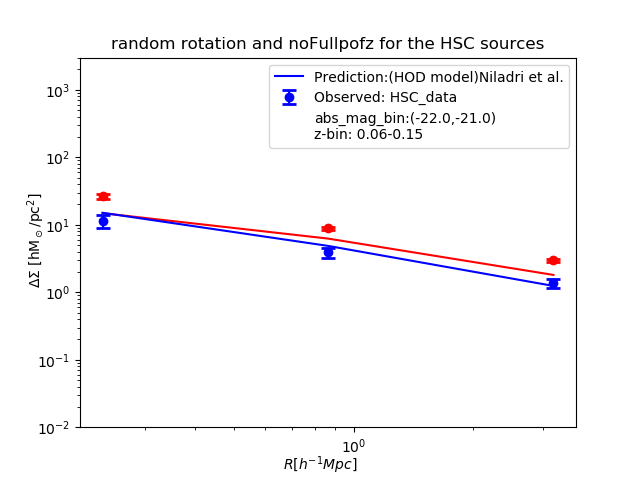 random rotation and noFullpofz for the HSC sources
Prediction:(HOD model)Niladri et al.
Observed: HSC_data
abs_mag_bin:(-22.0,-21.0)
z-bin: 0.06-0.15
ΔΣ [hM⊙/pc²]
10³
10²
10¹
10⁰
10⁻¹
10⁻²
10⁰
R[h⁻¹Mpc]